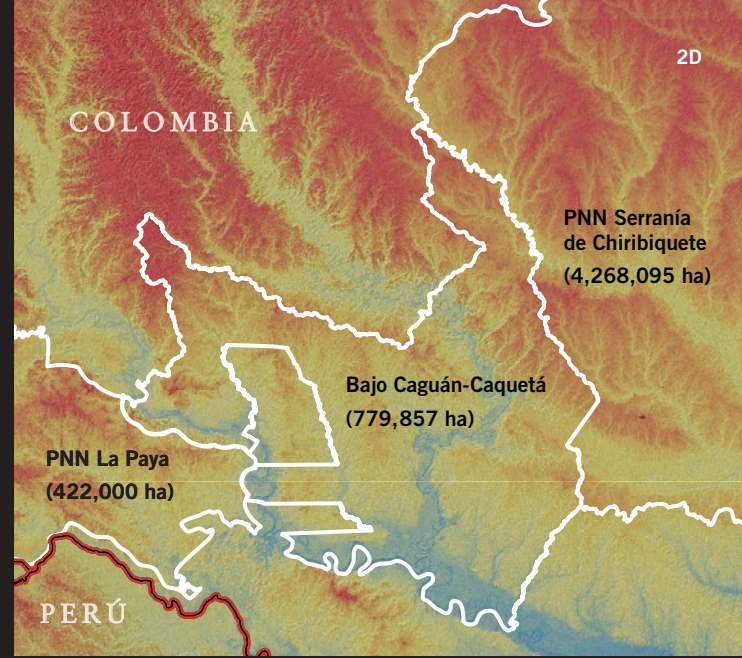 2D
COLOMBIA
PNN Serranía
de Chiribiquete
(4,268,095 ha)
Bajo Caguán-Caquetá
(779,857 ha)
PNN La Paya
(422,000 ha)
PERÚ